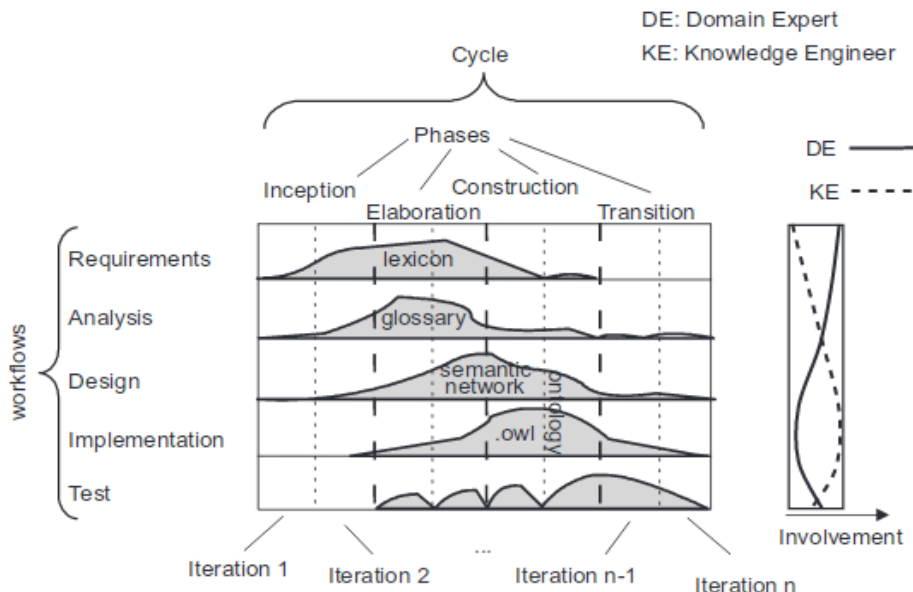 DE: Domain Expert
KE: Knowledge Engineer
Cycle
Phases
Inception
Construction
Elaboration
Transition
DE
KE
workflows
Requirements
lexicon
Analysis
glossary
Design
semantic
network
ontology
Implementation
.owl
Test
Involvement
Iteration 1
Iteration 2
...
Iteration n-1
Iteration n